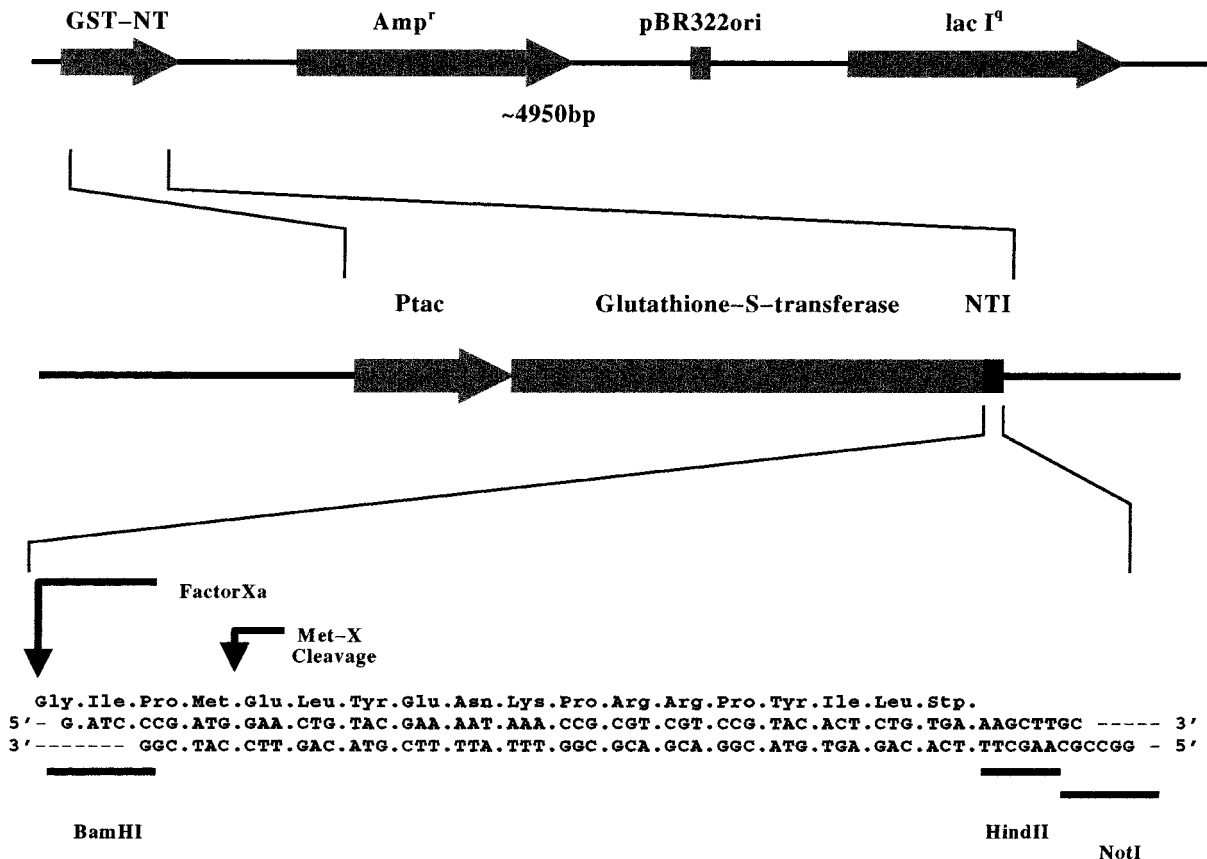 GST–NT Ampʳ pBR322ori lac I^q
~4950bp
Ptac Glutathione–S–transferase NTI
FactorXa
Met–X
Cleavage
Gly.Ile.Pro.Met.Glu.Leu.Tyr.Glu.Asn.Lys.Pro.Arg.Arg.Pro.Tyr.Ile.Leu.Stp.
5′- G.ATC.CCG.ATG.GAA.CTG.TAC.GAA.AAT.AAA.CCG.CGT.CGT.CCG.TAC.ACT.CTG.TGA.AAGCTTGC ----- 3′
3′------- GGC.TAC.CTT.GAC.ATG.CTT.TTA.TTT.GGC.GCA.GCA.GGC.ATG.TGA.GAC.ACT.TTCGAACGCCGG - 5′
BamHI HindII
NotI